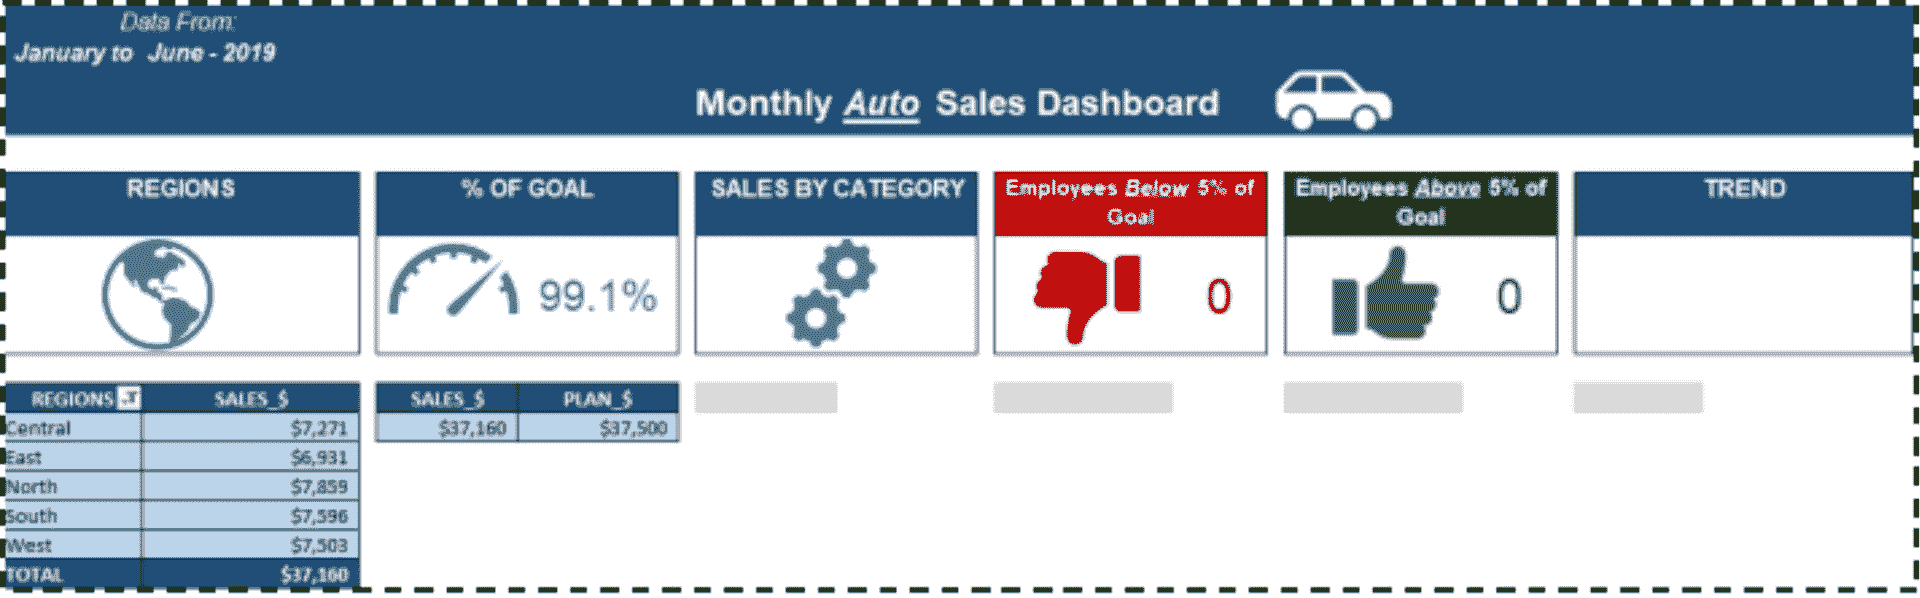 Data From:
January to June - 2019
Monthly Auto Sales Dashboard
REGIONS
% OF GOAL
99.1%
SALES BY CATEGORY
Employees Below 5% of
Goal
0
Employees Above 5% of
Goal
0
TREND
REGIONS SALES_$
Central $7,271
East $6,931
North $7,859
South $7,596
West $7,503
TOTAL $37,160
SALES_$ PLAN_$
$37,160 $37,500